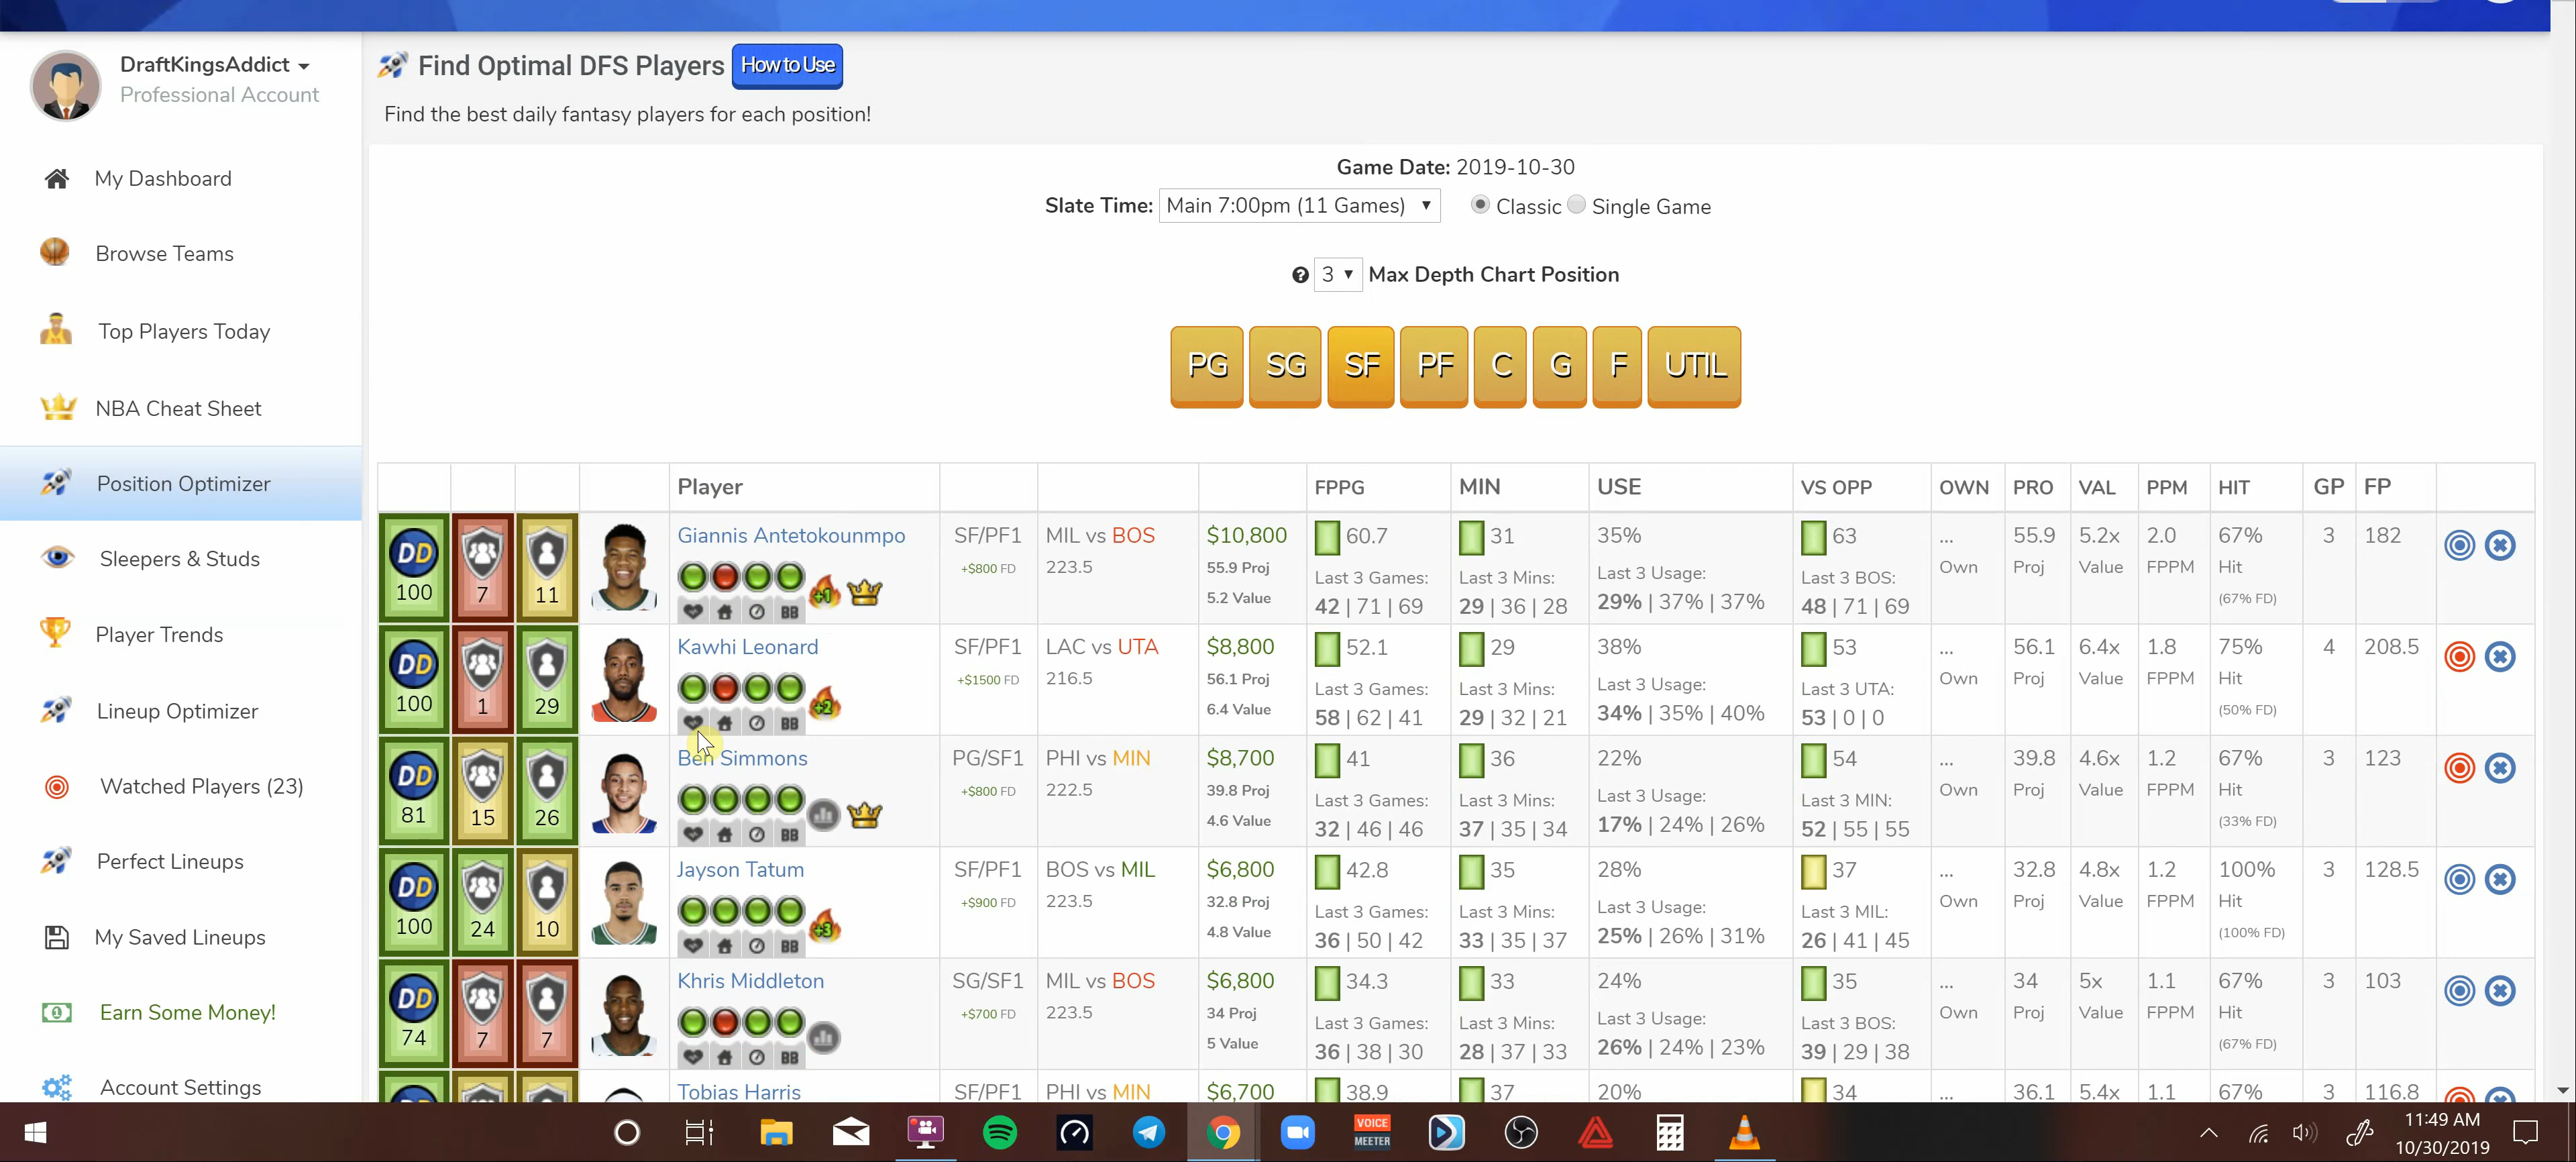 DraftKingsAddict
Professional Account
My Dashboard
Browse Teams
Top Players Today
NBA Cheat Sheet
Position Optimizer
Sleepers & Studs
Player Trends
Lineup Optimizer
Watched Players (23)
Perfect Lineups
My Saved Lineups
Earn Some Money!
Account Settings
Find Optimal DFS Players How to Use
Find the best daily fantasy players for each position!
Game Date: 2019-10-30
Slate Time: Main 7:00pm (11 Games) Classic Single Game
3 Max Depth Chart Position
PG SG SF PF C G F UTIL
Player FPPG MIN USE VS OPP OWN PRO VAL PPM HIT GP FP
DD Giannis Antetokounmpo SF/PF1 MIL vs BOS $10,800 60.7 31 35% 63 ... 55.9 5.2x 2.0 67% 3 182
+$800 FD 223.5 55.9 Proj Last 3 Games: Last 3 Mins: Last 3 Usage: Last 3 BOS: Own Proj Value FPPM Hit
100 7 11 +1 BB 5.2 Value 42 | 71 | 69 29 | 36 | 28 29% | 37% | 37% 48 | 71 | 69 (67% FD)
DD Kawhi Leonard SF/PF1 LAC vs UTA $8,800 52.1 29 38% 53 ... 56.1 6.4x 1.8 75% 4 208.5
+$1500 FD 216.5 56.1 Proj Last 3 Games: Last 3 Mins: Last 3 Usage: Last 3 UTA: Own Proj Value FPPM Hit
100 1 29 +2 BB 6.4 Value 58 | 62 | 41 29 | 32 | 21 34% | 35% | 40% 53 | 0 | 0 (50% FD)
DD Ben Simmons PG/SF1 PHI vs MIN $8,700 41 36 22% 54 ... 39.8 4.6x 1.2 67% 3 123
+$800 FD 222.5 39.8 Proj Last 3 Games: Last 3 Mins: Last 3 Usage: Last 3 MIN: Own Proj Value FPPM Hit
81 15 26 BB 4.6 Value 32 | 46 | 46 37 | 35 | 34 17% | 24% | 26% 52 | 55 | 55 (33% FD)
DD Jayson Tatum SF/PF1 BOS vs MIL $6,800 42.8 35 28% 37 ... 32.8 4.8x 1.2 100% 3 128.5
+$900 FD 223.5 32.8 Proj Last 3 Games: Last 3 Mins: Last 3 Usage: Last 3 MIL: Own Proj Value FPPM Hit
100 24 10 +3 BB 4.8 Value 36 | 50 | 42 33 | 35 | 37 25% | 26% | 31% 26 | 41 | 45 (100% FD)
DD Khris Middleton SG/SF1 MIL vs BOS $6,800 34.3 33 24% 35 ... 34 5x 1.1 67% 3 103
+$700 FD 223.5 34 Proj Last 3 Games: Last 3 Mins: Last 3 Usage: Last 3 BOS: Own Proj Value FPPM Hit
74 7 7 BB 5 Value 36 | 38 | 30 28 | 37 | 33 26% | 24% | 23% 39 | 29 | 38 (67% FD)
Tobias Harris SF/PF1 PHI vs MIN $6,700 38.9 37 20% 34 ... 36.1 5.4x 1.1 67% 3 116.8
VOICE
MEETER
11:49 AM
10/30/2019